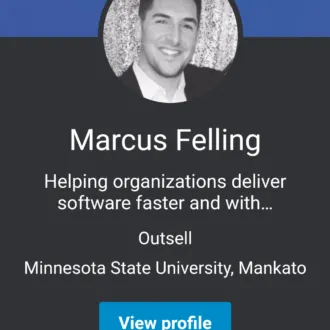 Marcus Felling
Helping organizations deliver
software faster and with...
Outsell
Minnesota State University, Mankato
View profile